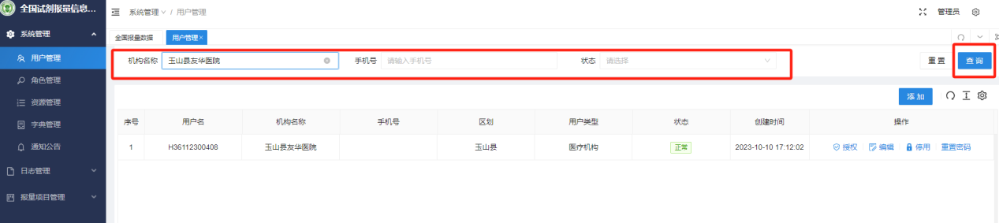 全国试剂报量信息...
系统管理 / 用户管理
管理员
系统管理
全国报量数据
用户管理×
用户管理
机构名称 玉山县友华医院
手机号 请输入手机号
状态 请选择
重置
查询
角色管理
资源管理
添加
字典管理
序号 用户名 机构名称 手机号 区划 用户类型 状态 创建时间 操作
通知公告
1 H36112300408 玉山县友华医院 玉山县 医疗机构 正常 2023-10-10 17:12:02 授权 编辑 停用 重置密码
日志管理
报量项目管理